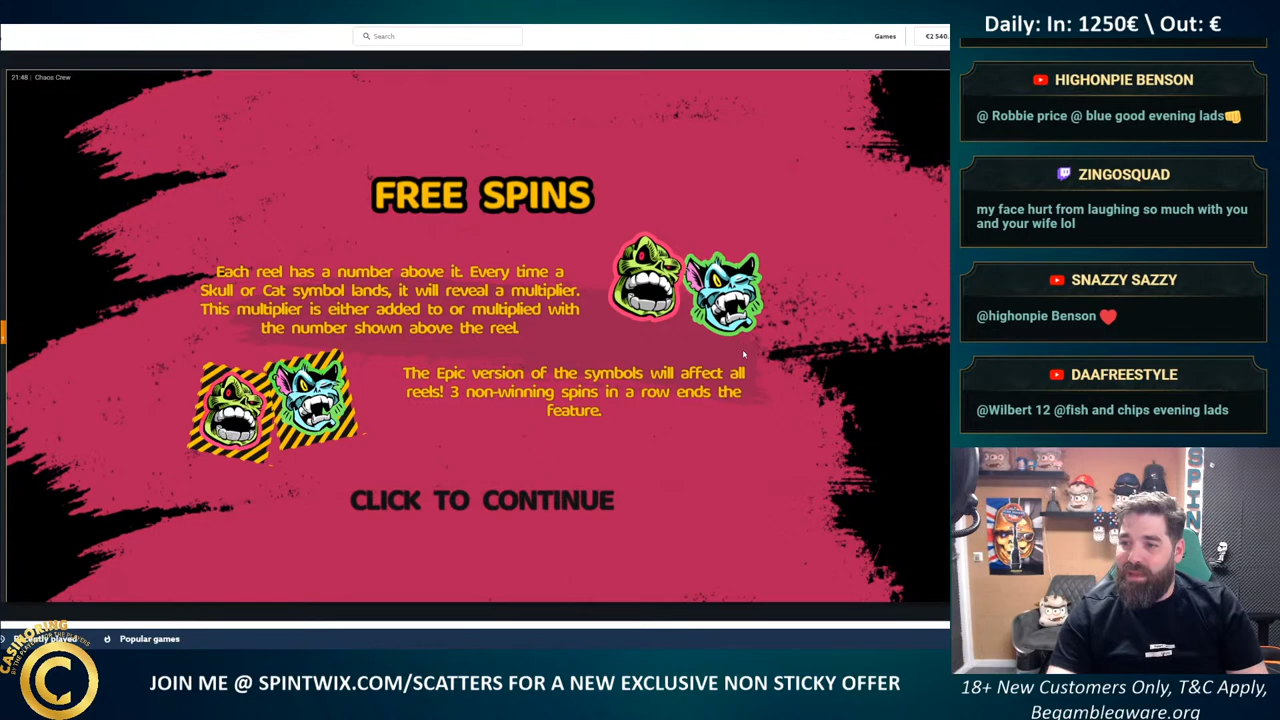 Daily: In: 1250€ \ Out: €
Search
Games
€2 540.
21:48 | Chaos Crew
FREE SPINS
Each reel has a number above it. Every time a
Skull or Cat symbol lands, it will reveal a multiplier.
This multiplier is either added to or multiplied with
the number shown above the reel.
The Epic version of the symbols will affect all
reels! 3 non-winning spins in a row ends the
feature.
CLICK TO CONTINUE
HIGHONPIE BENSON
@ Robbie price @ blue good evening lads👊
ZINGOSQUAD
my face hurt from laughing so much with you
and your wife lol
SNAZZY SAZZY
@highonpie Benson ❤️
DAAFREESTYLE
@Wilbert 12 @fish and chips evening lads
SPIN
Popular games
JOIN ME @ SPINTWIX.COM/SCATTERS FOR A NEW EXCLUSIVE NON STICKY OFFER
18+ New Customers Only, T&C Apply,
Begambleaware.org